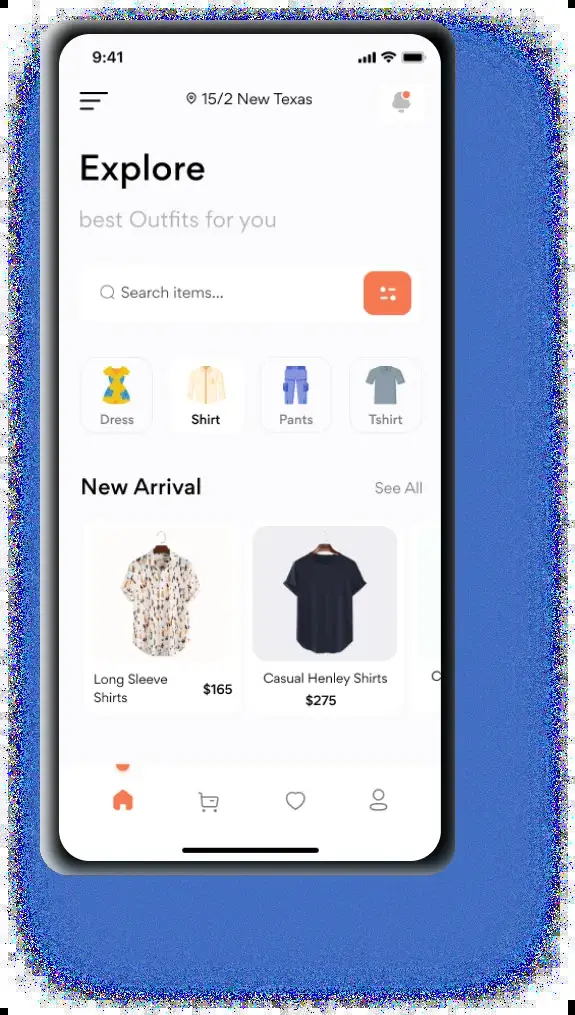 9:41
15/2 New Texas
Explore
best Outfits for you
Search items...
Dress
Shirt
Pants
Tshirt
New Arrival
See All
Long Sleeve
Shirts
$165
Casual Henley Shirts
$275
C